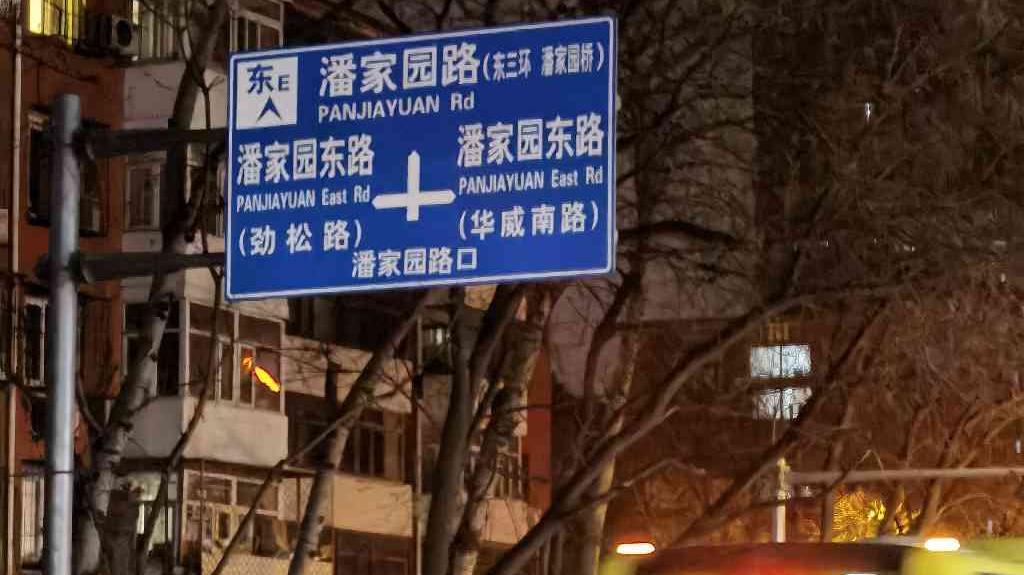 东E
潘家园路(东三环 潘家园桥)
PANJIAYUAN Rd
潘家园东路
PANJIAYUAN East Rd
(劲松路)
潘家园东路
PANJIAYUAN East Rd
(华威南路)
潘家园路口